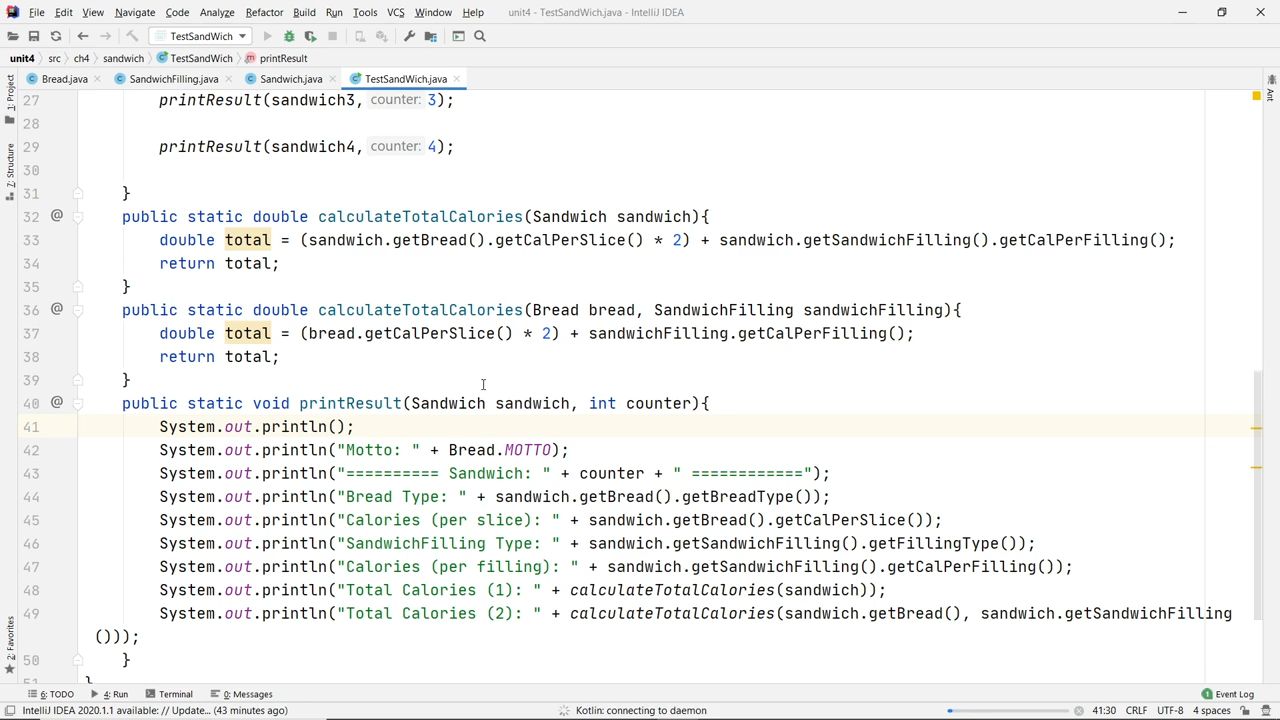 File Edit View Navigate Code Analyze Refactor Build Run Tools VCS Window Help unit4 - TestSandWich.java - IntelliJ IDEA
TestSandWich
unit4 src ch4 sandwich TestSandWich printResult
Bread.java SandwichFilling.java Sandwich.java TestSandWich.java
1: Project
7: Structure
2: Favorites
Ant
27 printResult(sandwich3, counter: 3);
28
29 printResult(sandwich4, counter: 4);
30
31 }
32 public static double calculateTotalCalories(Sandwich sandwich){
33 double total = (sandwich.getBread().getCalPerSlice() * 2) + sandwich.getSandwichFilling().getCalPerFilling();
34 return total;
35 }
36 public static double calculateTotalCalories(Bread bread, SandwichFilling sandwichFilling){
37 double total = (bread.getCalPerSlice() * 2) + sandwichFilling.getCalPerFilling();
38 return total;
39 }
40 public static void printResult(Sandwich sandwich, int counter){
41 System.out.println();
42 System.out.println("Motto: " + Bread.MOTTO);
43 System.out.println("========== Sandwich: " + counter + " ============");
44 System.out.println("Bread Type: " + sandwich.getBread().getBreadType());
45 System.out.println("Calories (per slice): " + sandwich.getBread().getCalPerSlice());
46 System.out.println("SandwichFilling Type: " + sandwich.getSandwichFilling().getFillingType());
47 System.out.println("Calories (per filling): " + sandwich.getSandwichFilling().getCalPerFilling());
48 System.out.println("Total Calories (1): " + calculateTotalCalories(sandwich));
49 System.out.println("Total Calories (2): " + calculateTotalCalories(sandwich.getBread(), sandwich.getSandwichFilling
()));
50 }
51 }
6: TODO 4: Run Terminal 0: Messages 1 Event Log
IntelliJ IDEA 2020.1.1 available: // Update... (43 minutes ago) Kotlin: connecting to daemon 41:30 CRLF UTF-8 4 spaces